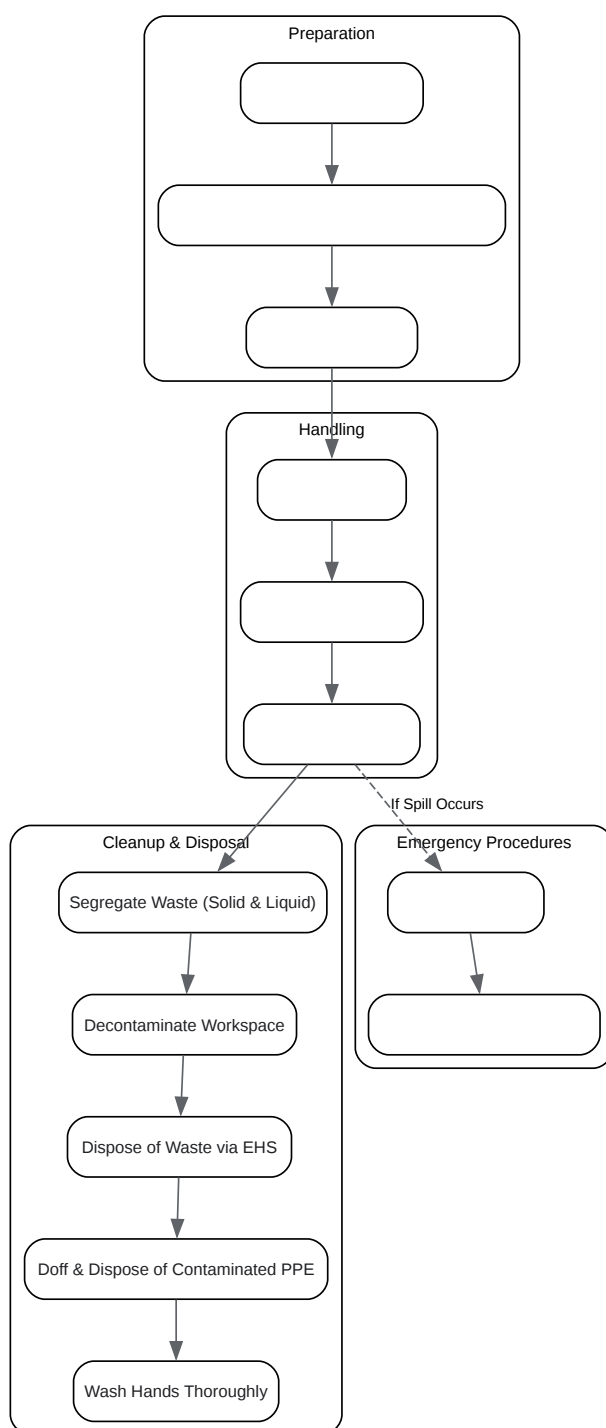 Preparation
Handling
If Spill Occurs
Cleanup & Disposal
Emergency Procedures
Segregate Waste (Solid & Liquid)
Decontaminate Workspace
Dispose of Waste via EHS
Doff & Dispose of Contaminated PPE
Wash Hands Thoroughly